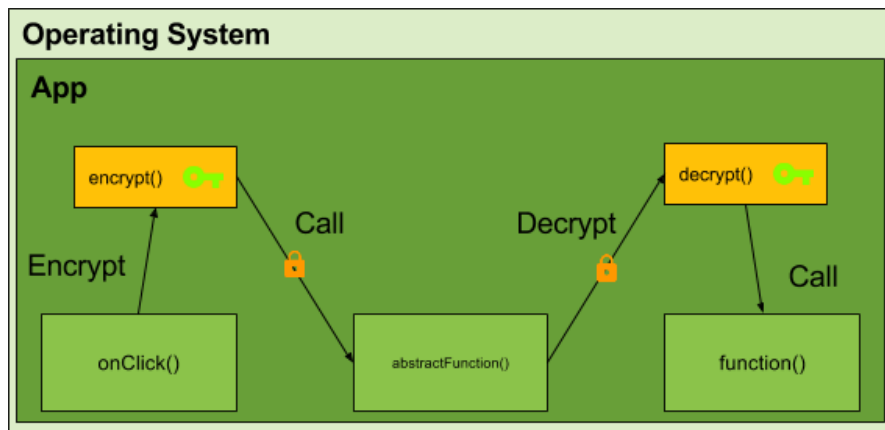 Operating System
App
encrypt()
decrypt()
Call
Decrypt
Encrypt
Call
onClick()
abstractFunction()
function()